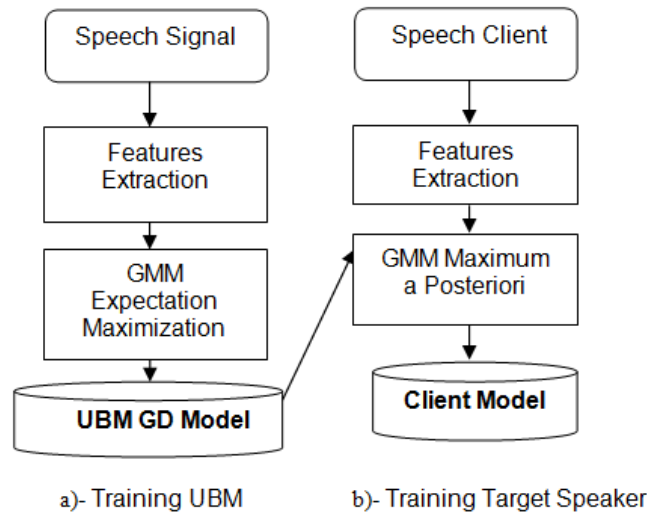 Speech Signal
Features
Extraction
GMM
Expectation
Maximization
UBM GD Model
a)- Training UBM
Speech Client
Features
Extraction
GMM Maximum
a Posteriori
Client Model
b)- Training Target Speaker